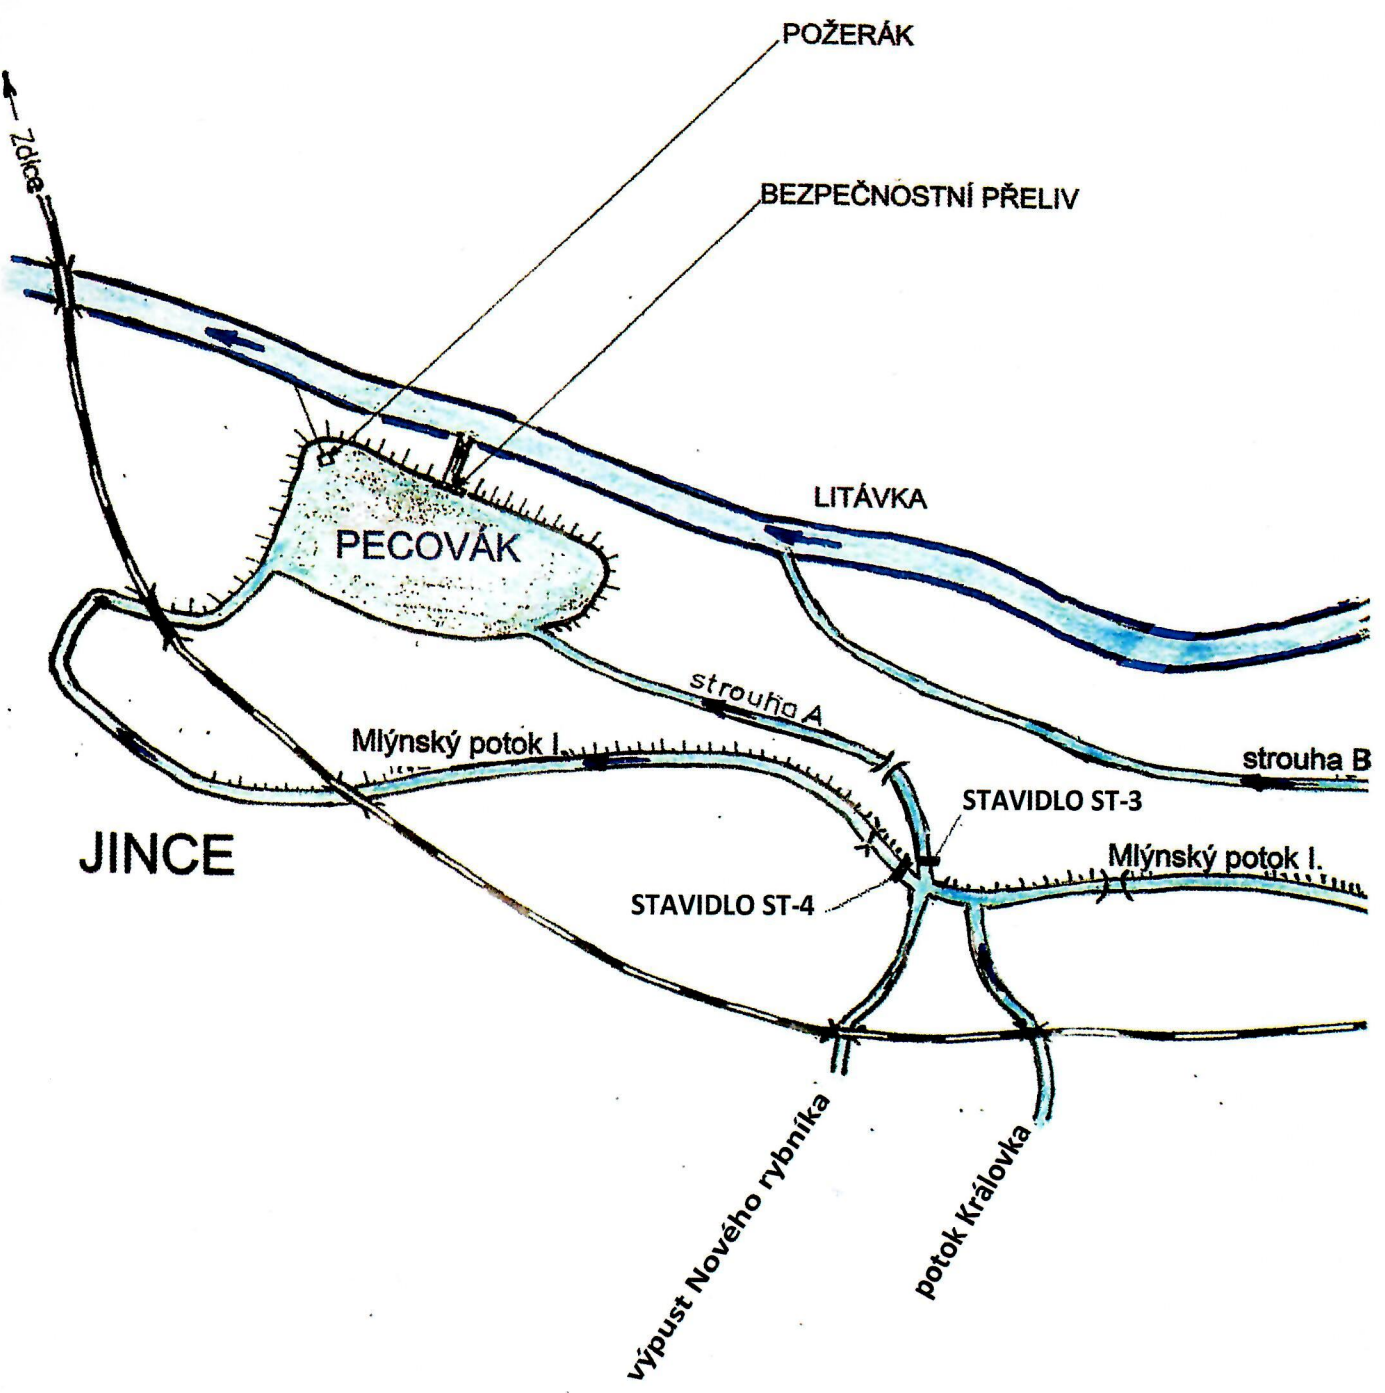 POŽERÁK
Zdice
BEZPEČNOSTNÍ PŘELIV
LITÁVKA
PECOVÁK
strouha A
Mlýnský potok I.
strouha B
STAVIDLO ST-3
JINCE
Mlýnský potok I.
STAVIDLO ST-4
výpust Nového rybníka
potok Královka